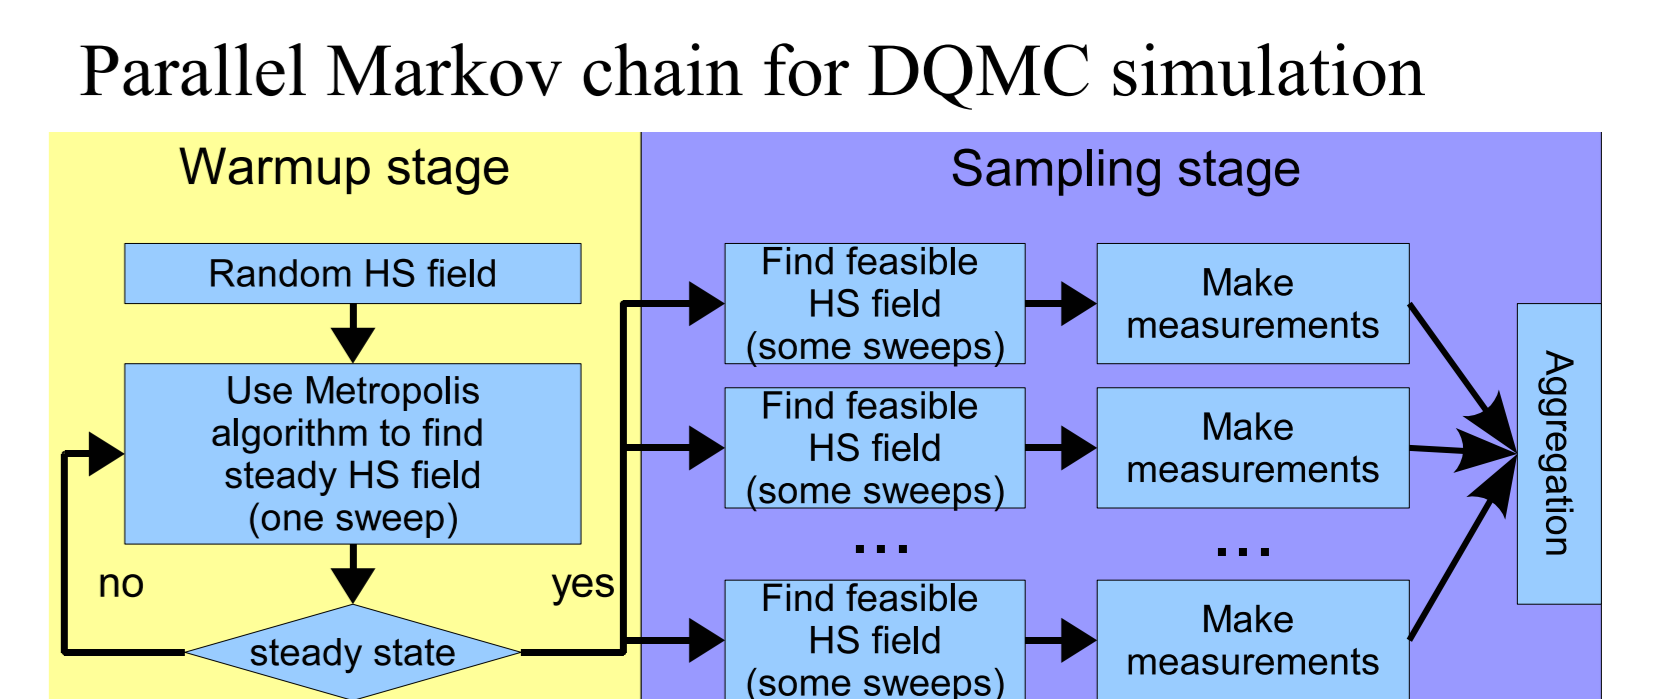 Parallel Markov chain for DQMC simulation
Warmup stage
Random HS field
Use Metropolis
algorithm to find
steady HS field
(one sweep)
no
yes
steady state
Sampling stage
Find feasible
HS field
(some sweeps)
Make
measurements
Find feasible
HS field
(some sweeps)
Make
measurements
...
...
Find feasible
HS field
(some sweeps)
Make
measurements
Aggregation